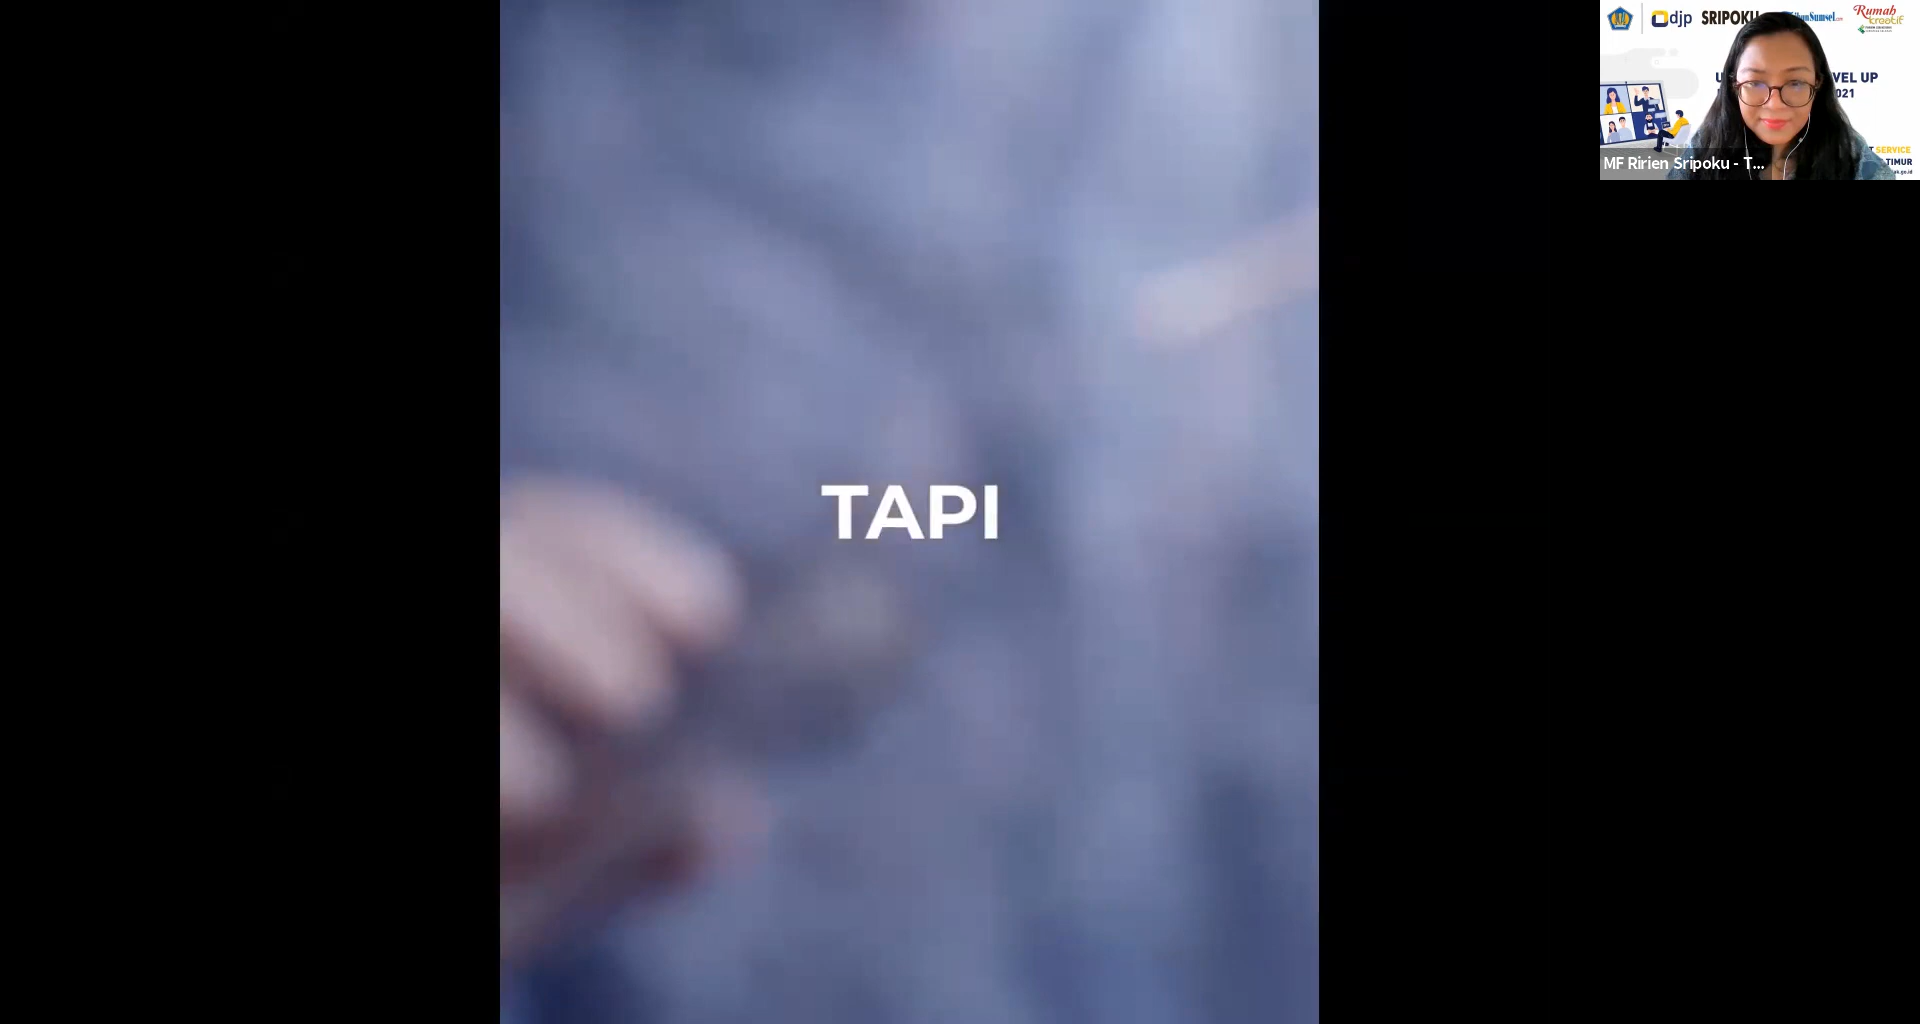 TAPI
djp
SRIPOKU
Rumah
kreatif
VEL UP
021
SERVICE
TIMUR
MF Ririen Sripoku - T...